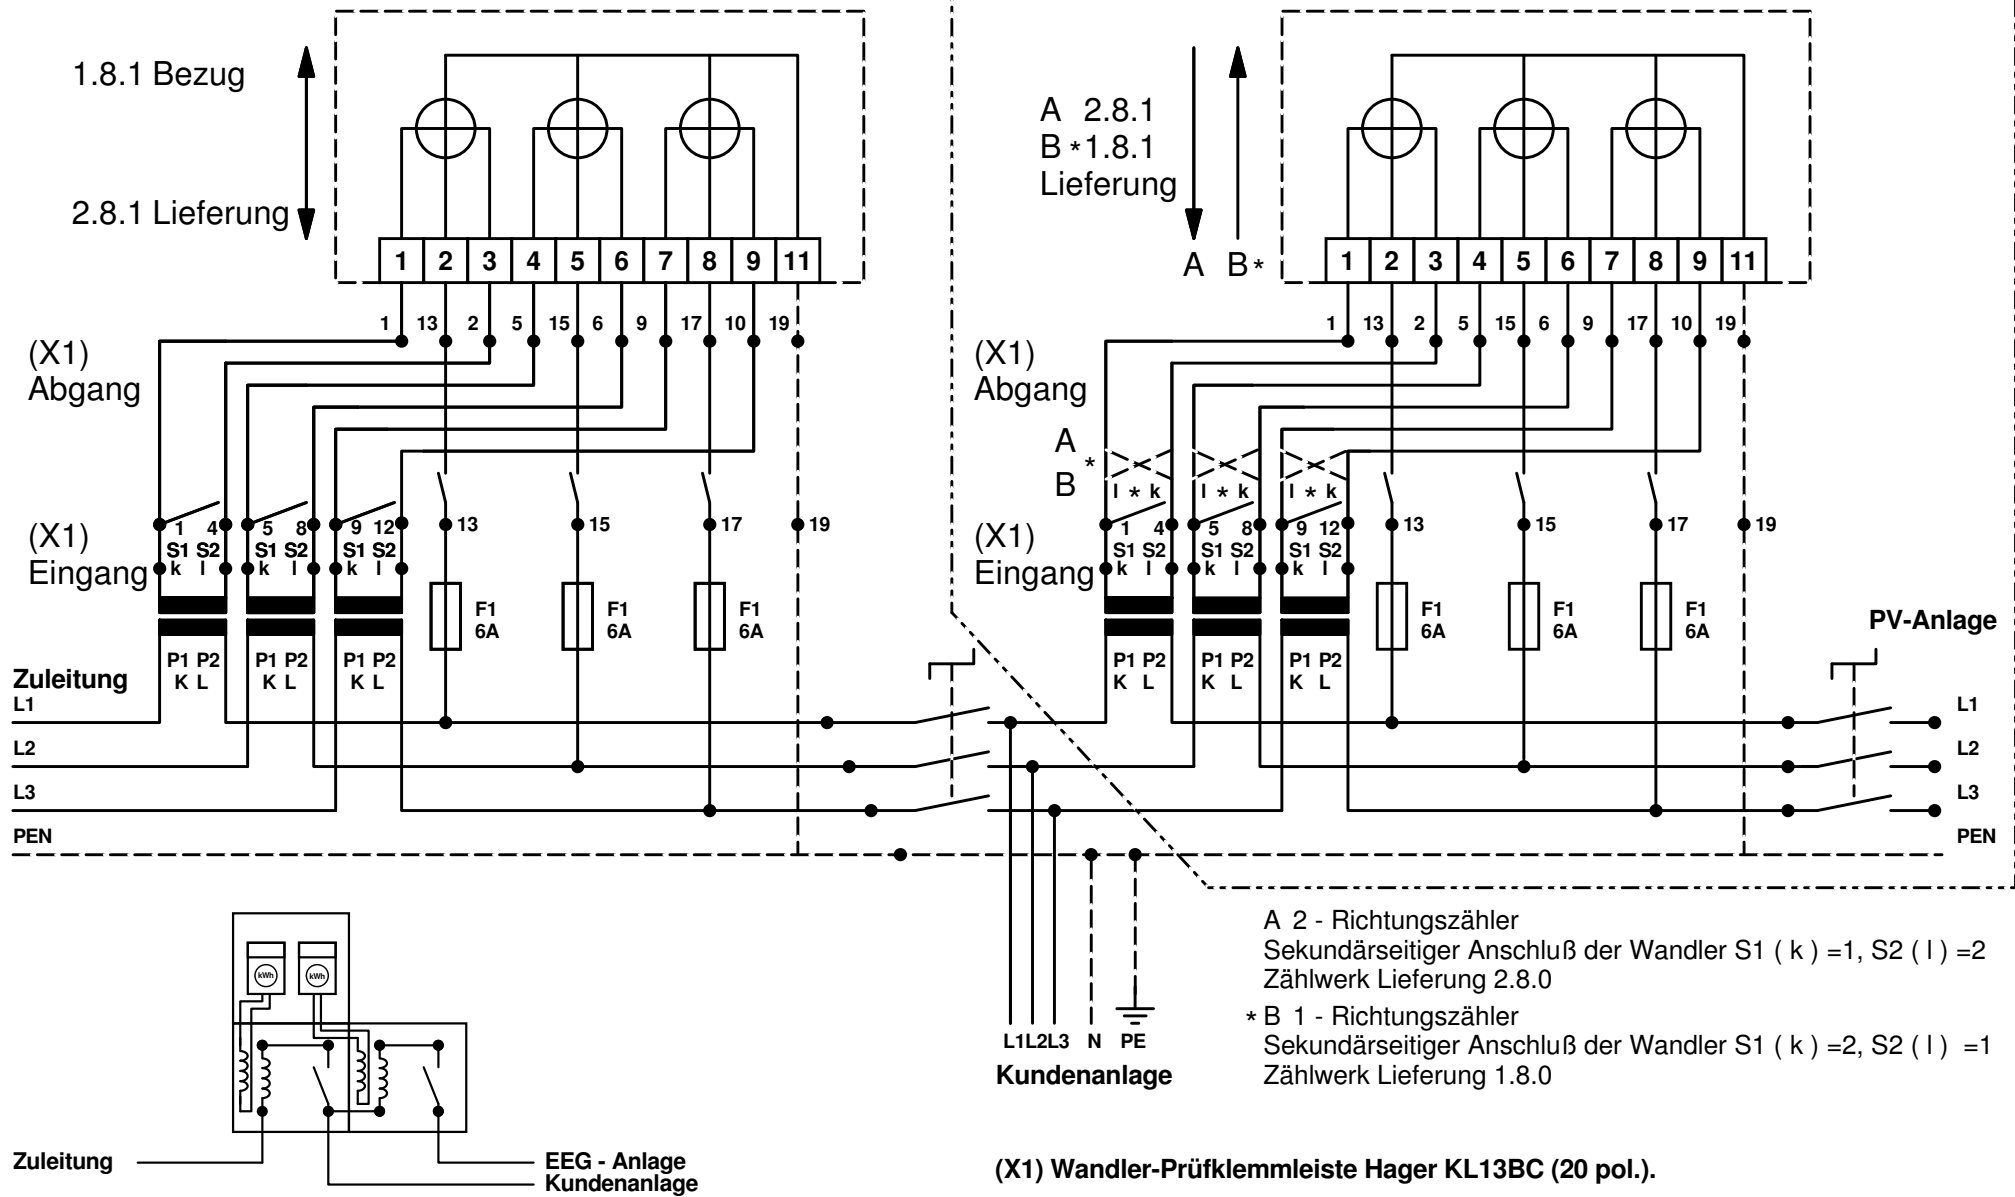 1.8.1 Bezug
2.8.1 Lieferung
1 2 3 4 5 6 7 8 9 11
1 13 2 5 15 6 9 17 10 19
(X1)
Abgang
(X1)
Eingang
1 4 5 8 9 12 13 15 17 19
S1 S2 S1 S2 S1 S2
k l k l k l
F1 F1 F1
6A 6A 6A
P1 P2 P1 P2 P1 P2
K L K L K L
Zuleitung
L1
L2
L3
PEN
A 2.8.1
B *1.8.1
Lieferung
A B*
1 2 3 4 5 6 7 8 9 11
1 13 2 5 15 6 9 17 10 19
(X1)
Abgang
A
*
B
l * k l * k l * k
(X1)
Eingang
1 4 5 8 9 12 13 15 17 19
S1 S2 S1 S2 S1 S2
k l k l k l
F1 F1 F1
6A 6A 6A
P1 P2 P1 P2 P1 P2
K L K L K L
PV-Anlage
L1
L2
L3
PEN
L1 L2 L3 N PE
Kundenanlage
A 2 - Richtungszähler
Sekundärseitiger Anschluß der Wandler S1 ( k ) =1, S2 ( l ) =2
Zählwerk Lieferung 2.8.0
* B 1 - Richtungszähler
Sekundärseitiger Anschluß der Wandler S1 ( k ) =2, S2 ( l ) =1
Zählwerk Lieferung 1.8.0
kWh kWh
Zuleitung
EEG - Anlage
Kundenanlage
(X1) Wandler-Prüfklemmleiste Hager KL13BC (20 pol.).